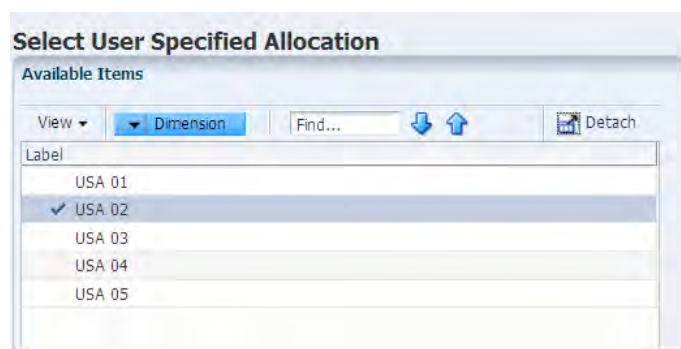 Select User Specified Allocation
Available Items
View Dimension Find... Detach
Label
USA 01
USA 02
USA 03
USA 04
USA 05